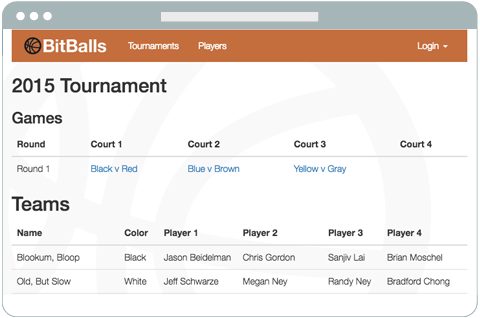 BitBalls Tournaments Players Login
2015 Tournament
Games
Round Court 1 Court 2 Court 3 Court 4
Round 1 Black v Red Blue v Brown Yellow v Gray
Teams
Name Color Player 1 Player 2 Player 3 Player 4
Blookum, Bloop Black Jason Beidelman Chris Gordon Sanjiv Lai Brian Moschel
Old, But Slow White Jeff Schwarze Megan Ney Randy Ney Bradford Chong